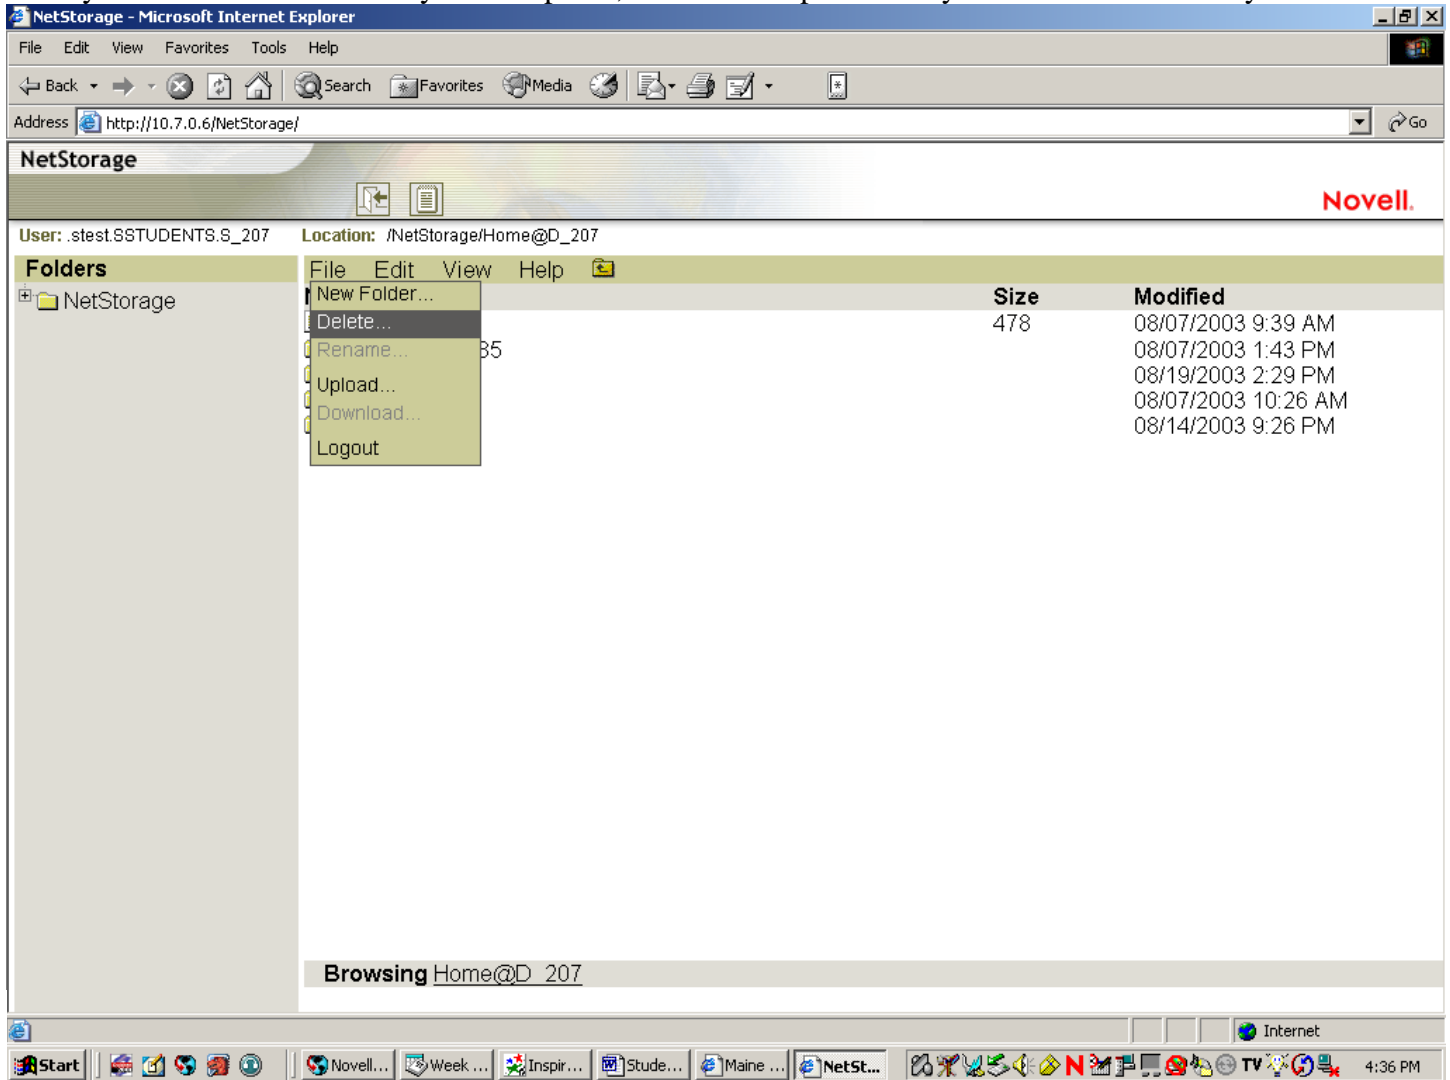 NetStorage - Microsoft Internet Explorer
File Edit View Favorites Tools Help
Back Search Favorites Media
Address http://10.7.0.6/NetStorage/ Go
NetStorage
Novell.
User: .stest.SSTUDENTS.S_207 Location: /NetStorage/Home@D_207
Folders File Edit View Help
NetStorage New Folder... Size Modified
Delete... 478 08/07/2003 9:39 AM
Rename... 85 08/07/2003 1:43 PM
Upload... 08/19/2003 2:29 PM
Download... 08/07/2003 10:26 AM
Logout 08/14/2003 9:26 PM
Browsing Home@D_207
Internet
Start Novell... Week ... Inspir... Stude... Maine ... NetSt... N TV 4:36 PM